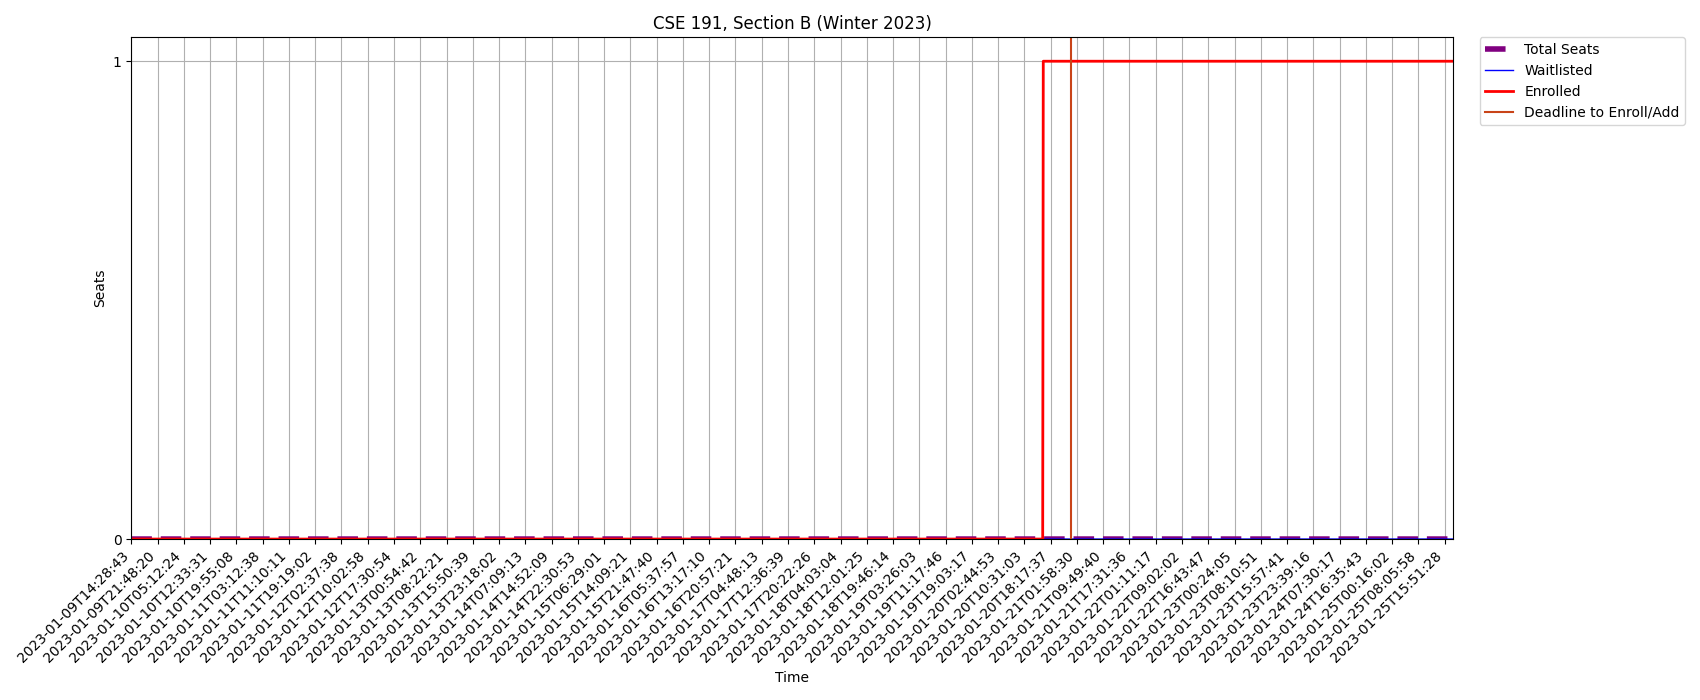 CSE 191, Section B (Winter 2023)
Total Seats
Waitlisted
Enrolled
Deadline to Enroll/Add
1
0
Seats
2023-01-09T14:28:43
2023-01-09T21:48:20
2023-01-10T05:12:24
2023-01-10T12:33:31
2023-01-10T19:55:08
2023-01-11T03:12:38
2023-01-11T11:10:11
2023-01-11T19:19:02
2023-01-12T02:37:38
2023-01-12T10:02:58
2023-01-12T17:30:54
2023-01-13T00:54:42
2023-01-13T08:22:21
2023-01-13T15:50:39
2023-01-13T23:18:02
2023-01-14T07:09:13
2023-01-14T14:52:09
2023-01-14T22:30:53
2023-01-15T06:29:01
2023-01-15T14:09:21
2023-01-15T21:47:40
2023-01-16T05:37:57
2023-01-16T13:17:10
2023-01-16T20:57:21
2023-01-17T04:48:13
2023-01-17T12:36:39
2023-01-17T20:22:26
2023-01-18T04:03:04
2023-01-18T12:01:25
2023-01-18T19:46:14
2023-01-19T03:26:03
2023-01-19T11:17:46
2023-01-19T19:03:17
2023-01-20T02:44:53
2023-01-20T10:31:03
2023-01-20T18:17:37
2023-01-21T01:58:30
2023-01-21T09:49:40
2023-01-21T17:31:36
2023-01-22T01:11:17
2023-01-22T09:02:02
2023-01-22T16:43:47
2023-01-23T00:24:05
2023-01-23T08:10:51
2023-01-23T15:57:41
2023-01-23T23:39:16
2023-01-24T07:30:17
2023-01-24T16:35:43
2023-01-25T00:16:02
2023-01-25T08:05:58
2023-01-25T15:51:28
Time